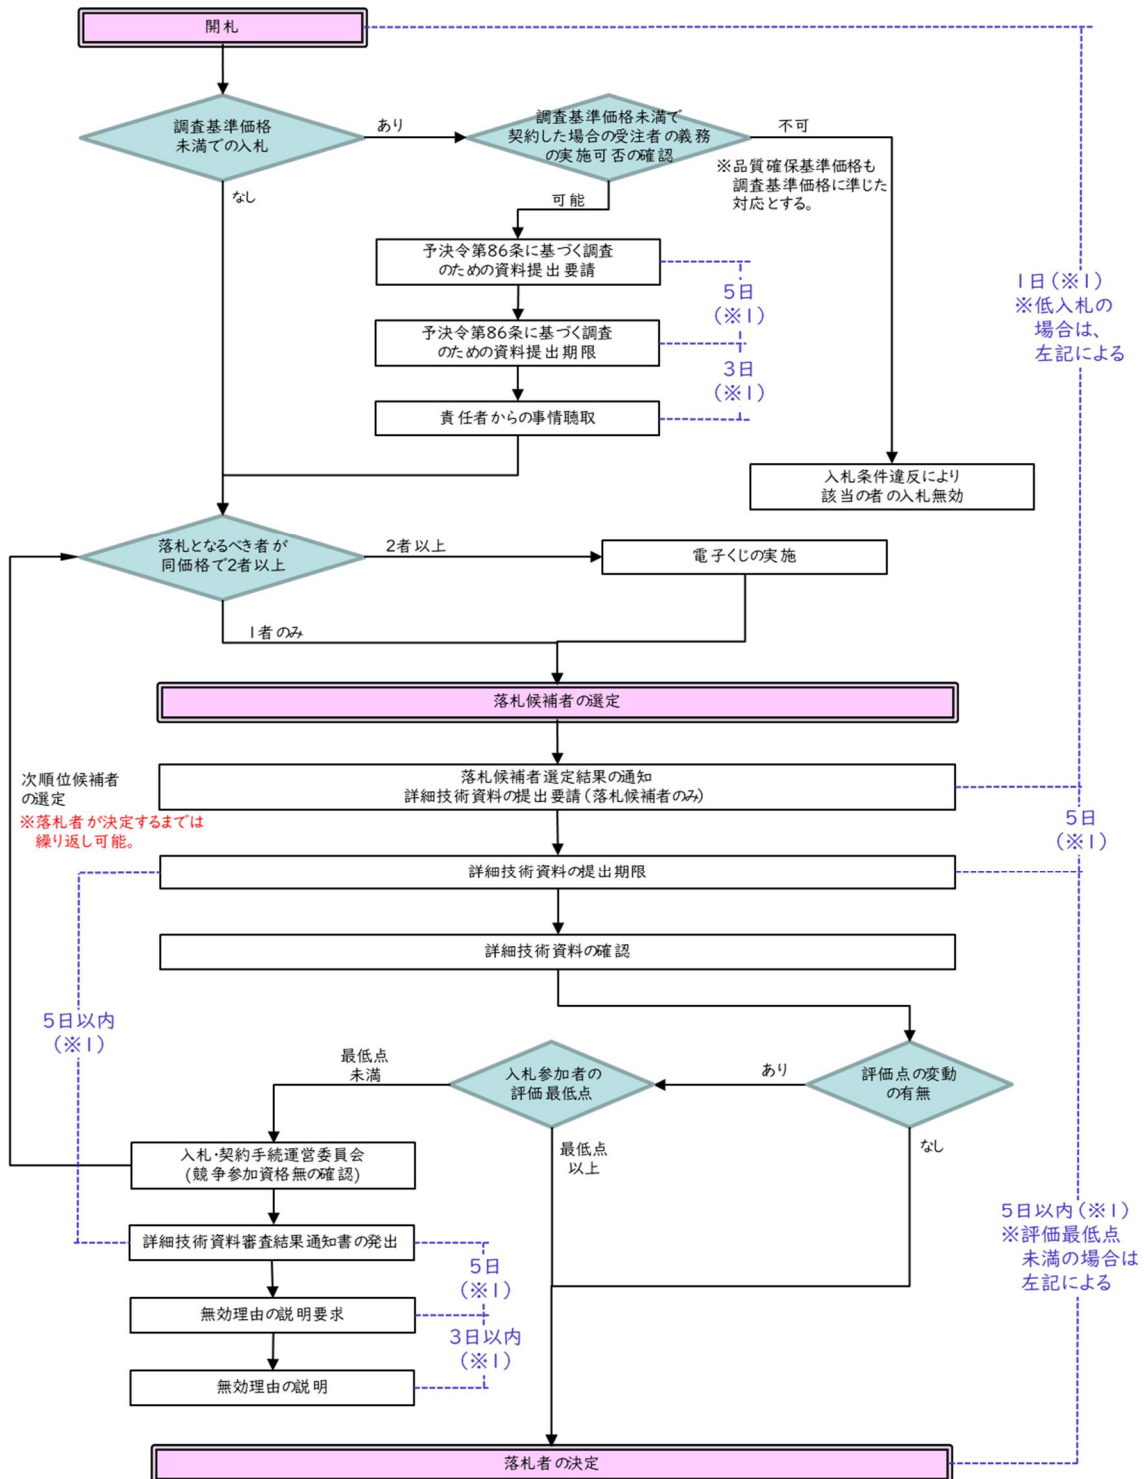 開札
調査基準価格
未満での入札
あり
調査基準価格未満で
契約した場合の受注者の義務
の実施可否の確認
不可
※品質確保基準価格も
調査基準価格に準じた
対応とする。
なし
可能
予決令第86条に基づく調査
のための資料提出要請
5日
(※1)
予決令第86条に基づく調査
のための資料提出期限
3日
(※1)
責任者からの事情聴取
1日(※1)
※低入札の
場合は、
左記による
入札条件違反により
該当の者の入札無効
落札となるべき者が
同価格で2者以上
2者以上
電子くじの実施
1者のみ
落札候補者の選定
次順位候補者
の選定
※落札者が決定するまでは
繰り返し可能。
落札候補者選定結果の通知
詳細技術資料の提出要請(落札候補者のみ)
5日
(※1)
詳細技術資料の提出期限
詳細技術資料の確認
5日以内
(※1)
最低点
未満
入札参加者の
評価最低点
あり
評価点の変動
の有無
最低点
以上
なし
入札・契約手続運営委員会
(競争参加資格無の確認)
詳細技術資料審査結果通知書の発出
5日
(※1)
無効理由の説明要求
3日以内
(※1)
無効理由の説明
5日以内(※1)
※評価最低点
未満の場合は
左記による
落札者の決定